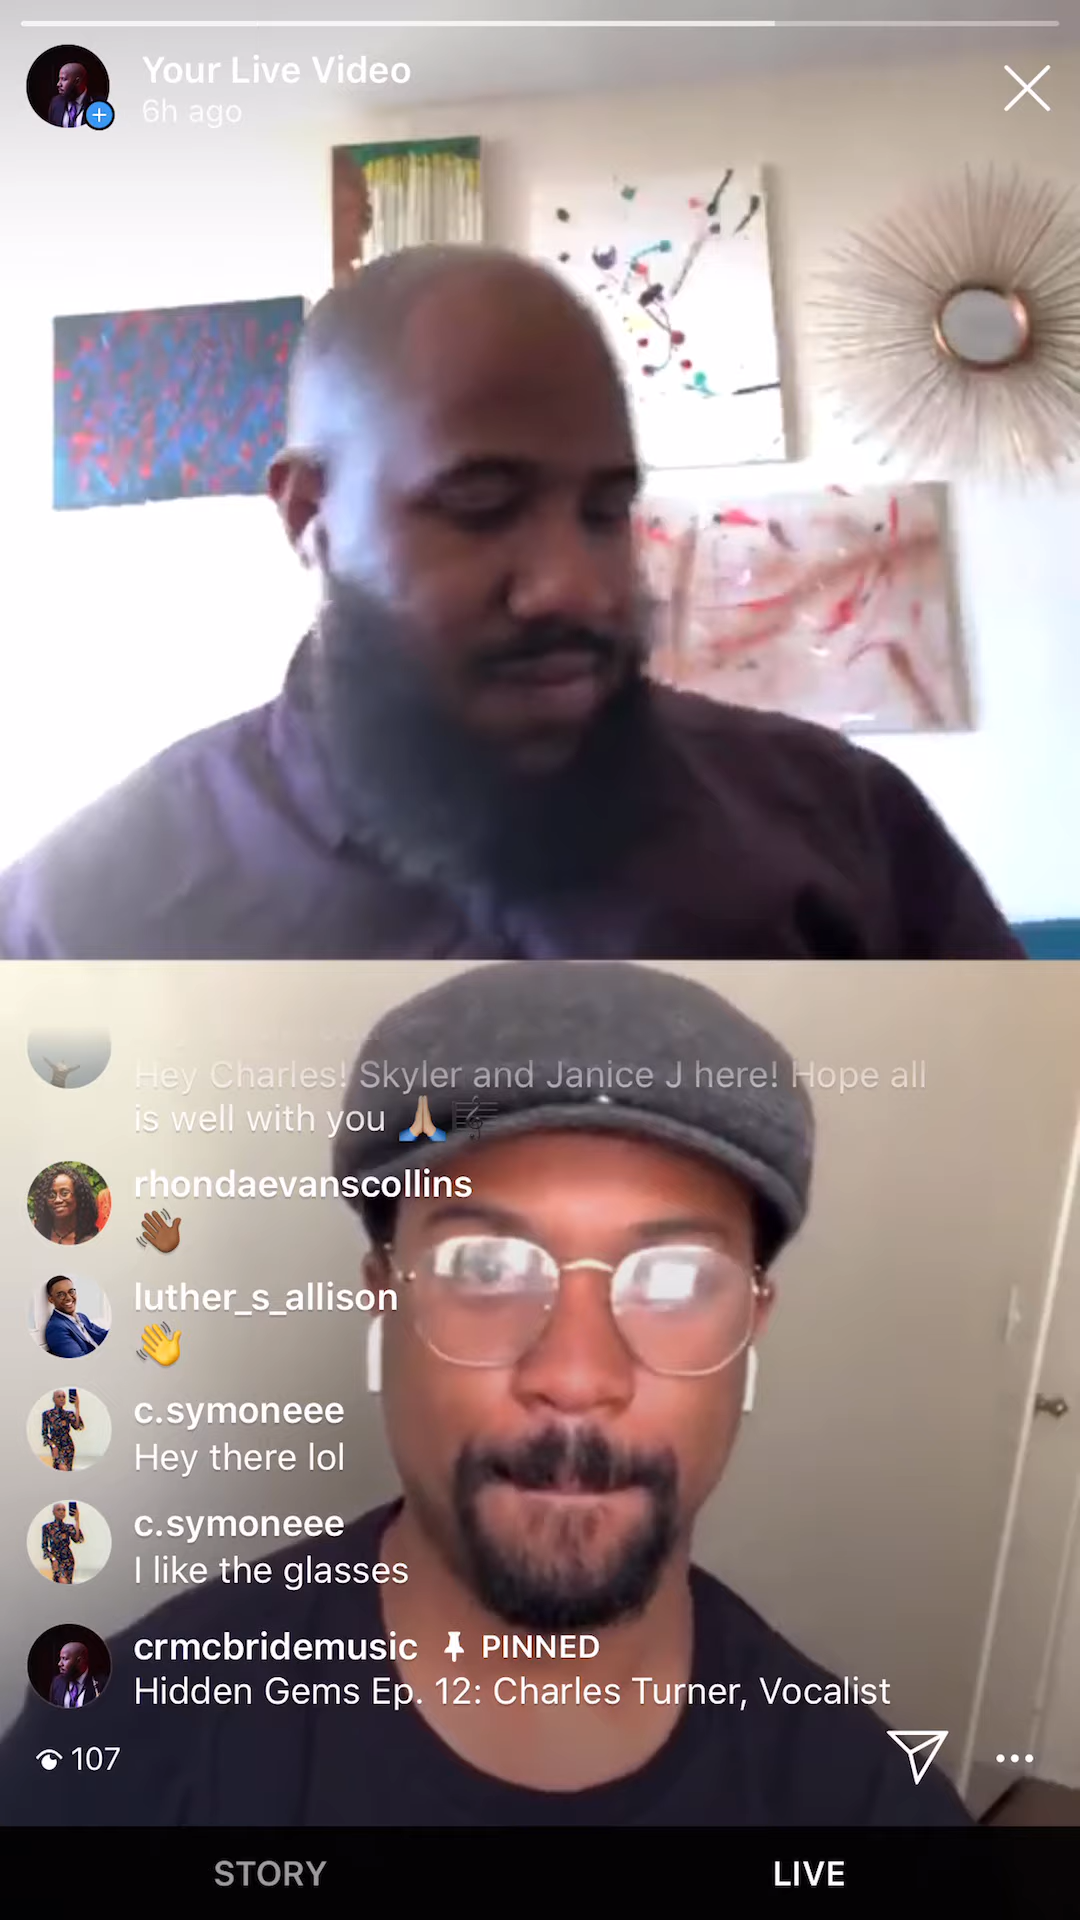 Your Live Video
6h ago
Hey Charles! Skyler and Janice J here! Hope all
is well with you 🙏🏼🎼
rhondaevanscollins
👋🏾
luther_s_allison
👋
c.symoneee
Hey there lol
c.symoneee
I like the glasses
crmcbridemusic PINNED
Hidden Gems Ep. 12: Charles Turner, Vocalist
107
STORY
LIVE